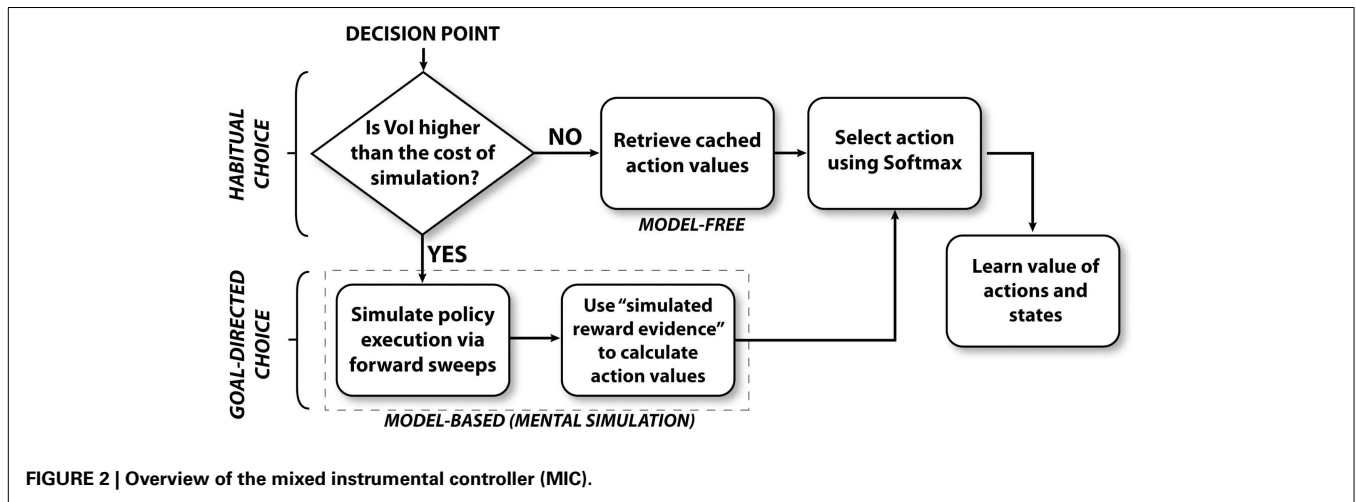 DECISION POINT
HABITUAL
CHOICE
Is VoI higher
than the cost of
simulation?
NO
Retrieve cached
action values
MODEL-FREE
Select action
using Softmax
Learn value of
actions and
states
YES
GOAL-DIRECTED
CHOICE
Simulate policy
execution via
forward sweeps
Use “simulated
reward evidence”
to calculate
action values
MODEL-BASED (MENTAL SIMULATION)
FIGURE 2 | Overview of the mixed instrumental controller (MIC).